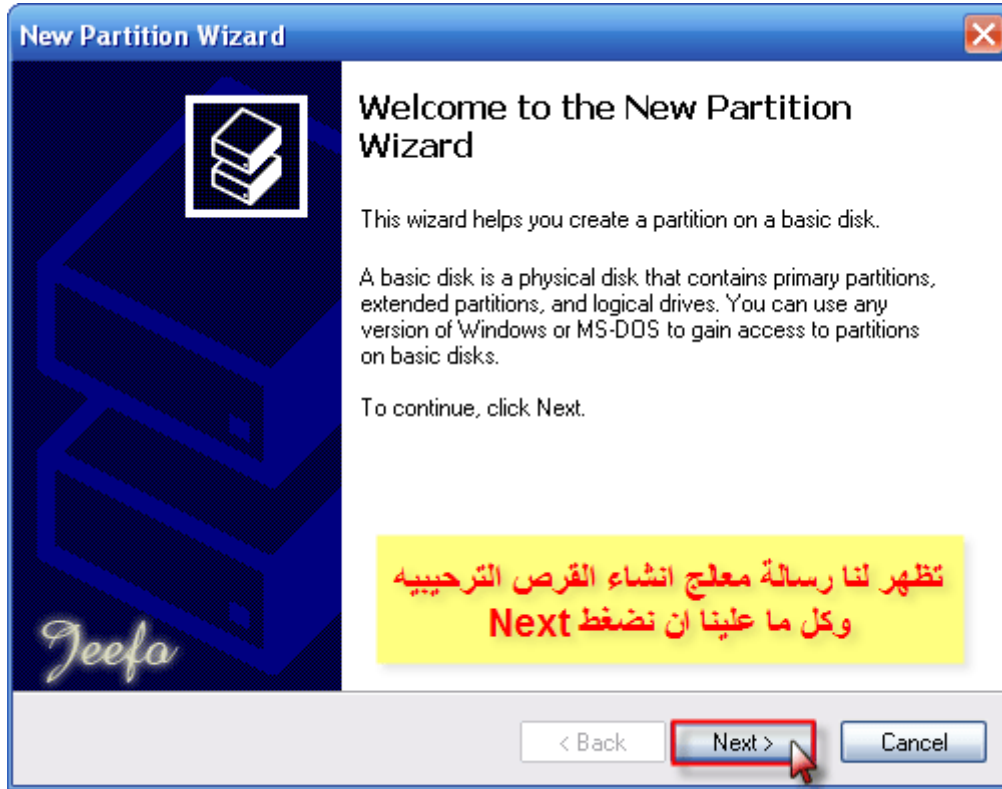 New Partition Wizard
Welcome to the New Partition
Wizard
This wizard helps you create a partition on a basic disk.
A basic disk is a physical disk that contains primary partitions,
extended partitions, and logical drives. You can use any
version of Windows or MS-DOS to gain access to partitions
on basic disks.
To continue, click Next.
تظهر لنا رسالة معالج انشاء القرص الترحيبيه
وكل ما علينا ان نضغط Next
Jeefo
< Back
Next >
Cancel